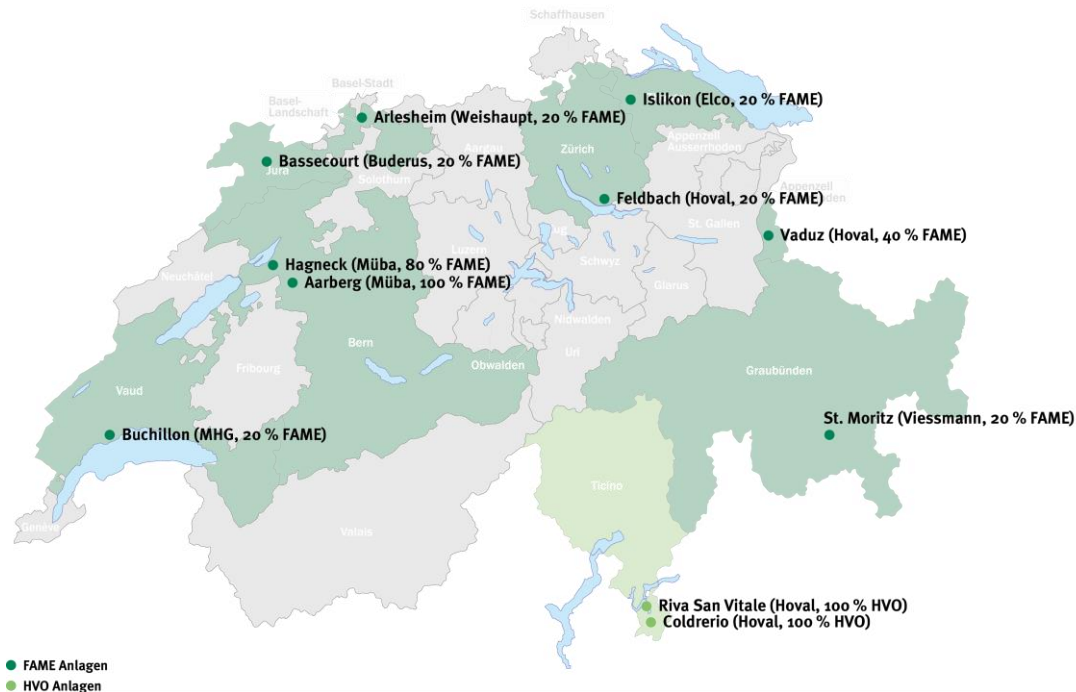 Schaffhausen
Basel-Stadt
Basel-
Landschaft
Islikon (Elco, 20 % FAME)
Arlesheim (Weishaupt, 20 % FAME)
Aargau
Zürich
Appenzell
Ausserrhoden
Bassecourt (Buderus, 20 % FAME)
Jura
Solothurn
Appenzell
Feldbach (Hoval, 20 % FAME)
St. Gallen
Vaduz (Hoval, 40 % FAME)
Luzern
Schwyz
Neuchâtel
Hagneck (Müba, 80 % FAME)
Aarberg (Müba, 100 % FAME)
Glarus
Nidwalden
Bern
Uri
Obwalden
Fribourg
Graubünden
Vaud
St. Moritz (Viessmann, 20 % FAME)
Buchillon (MHG, 20 % FAME)
Ticino
Genève
Valais
Riva San Vitale (Hoval, 100 % HVO)
Coldrerio (Hoval, 100 % HVO)
FAME Anlagen
HVO Anlagen